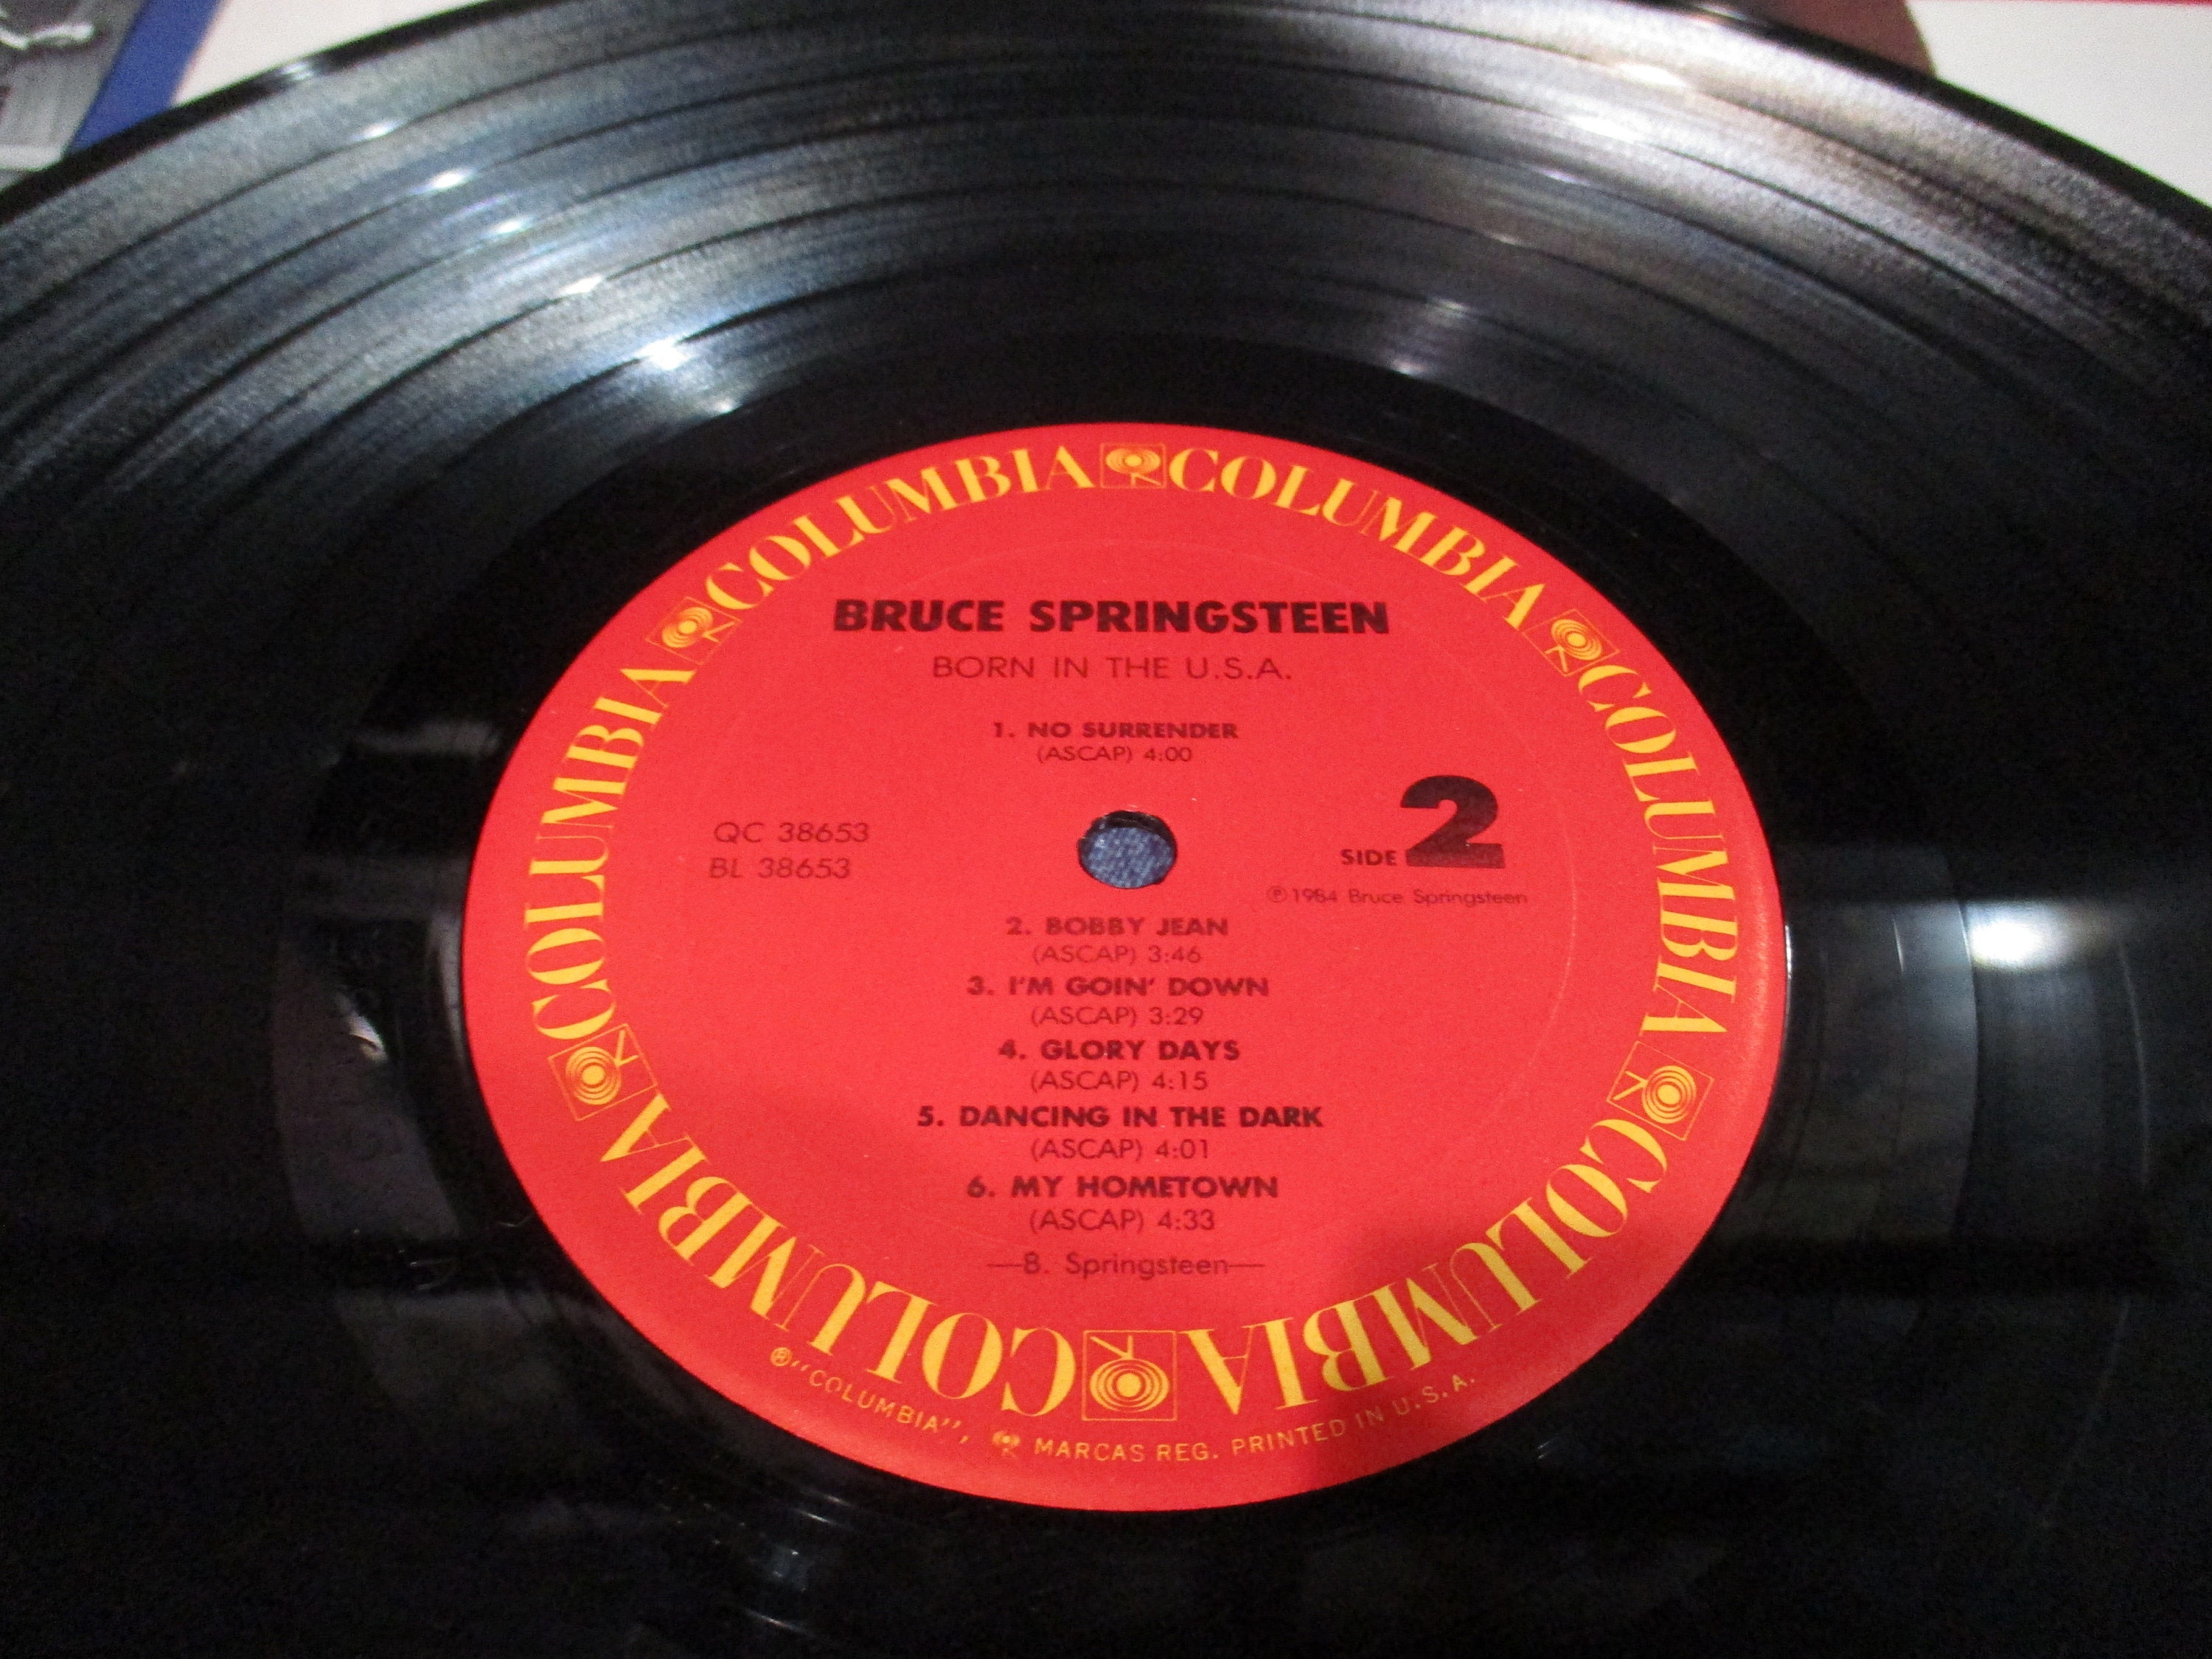 COLUMBIA COLUMBIA COLUMBIA COLUMBIA COLUMBIA COLUMBIA
BRUCE SPRINGSTEEN
BORN IN THE U.S.A.
1. NO SURRENDER
(ASCAP) 4:00
QC 38653
BL 38653
SIDE 2
℗ 1984 Bruce Springsteen
2. BOBBY JEAN
(ASCAP) 3:46
3. I'M GOIN' DOWN
(ASCAP) 3:29
4. GLORY DAYS
(ASCAP) 4:15
5. DANCING IN THE DARK
(ASCAP) 4:01
6. MY HOMETOWN
(ASCAP) 4:33
—B. Springsteen—
® "COLUMBIA", MARCAS REG. PRINTED IN U.S.A.